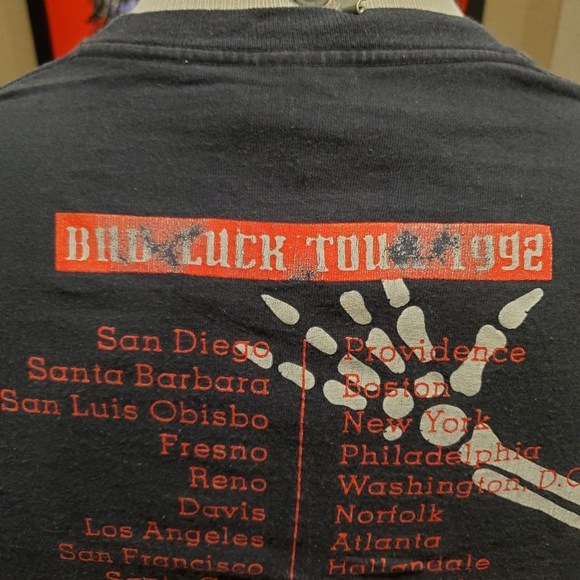 BAD LUCK TOUR 1992
San Diego
Santa Barbara
San Luis Obisbo
Fresno
Reno
Davis
Los Angeles
San Francisco
Providence
Boston
New York
Philadelphia
Washington, D.C
Norfolk
Atlanta
Hallandale